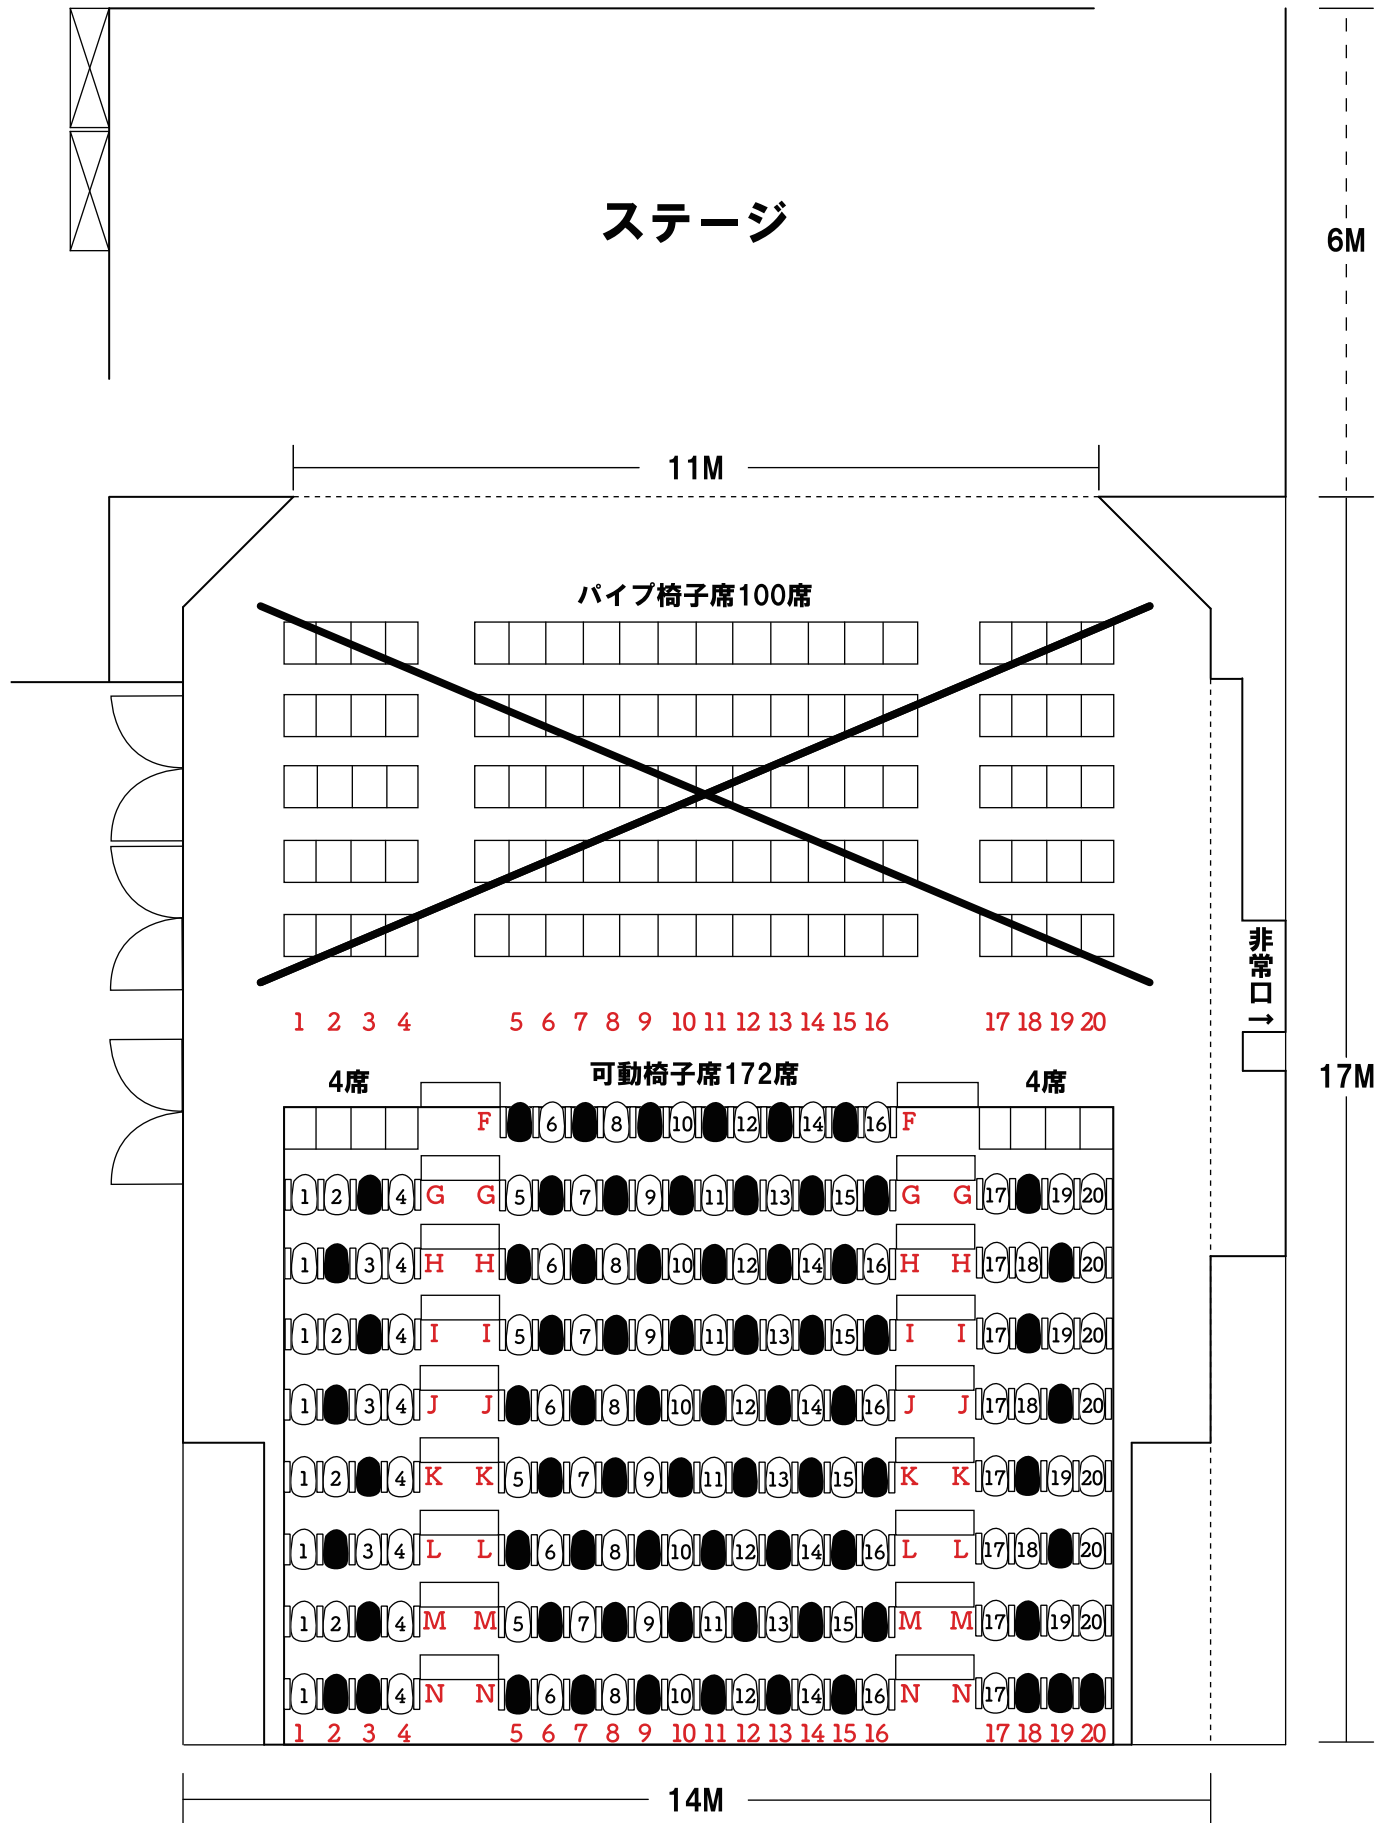 ステージ
6M
11M
パイプ椅子席100席
非常口→
1 2 3 4 5 6 7 8 9 10 11 12 13 14 15 16 17 18 19 20
4席 可動椅子席172席 4席
17M
F 6 8 10 12 14 16 F
1 2 4 G G 5 7 9 11 13 15 G G 17 19 20
1 3 4 H H 6 8 10 12 14 16 H H 17 18 20
1 2 4 I I 5 7 9 11 13 15 I I 17 19 20
1 3 4 J J 6 8 10 12 14 16 J J 17 18 20
1 2 4 K K 5 7 9 11 13 15 K K 17 19 20
1 3 4 L L 6 8 10 12 14 16 L L 17 18 20
1 2 4 M M 5 7 9 11 13 15 M M 17 19 20
1 4 N N 6 8 10 12 14 16 N N 17
1 2 3 4 5 6 7 8 9 10 11 12 13 14 15 16 17 18 19 20
14M